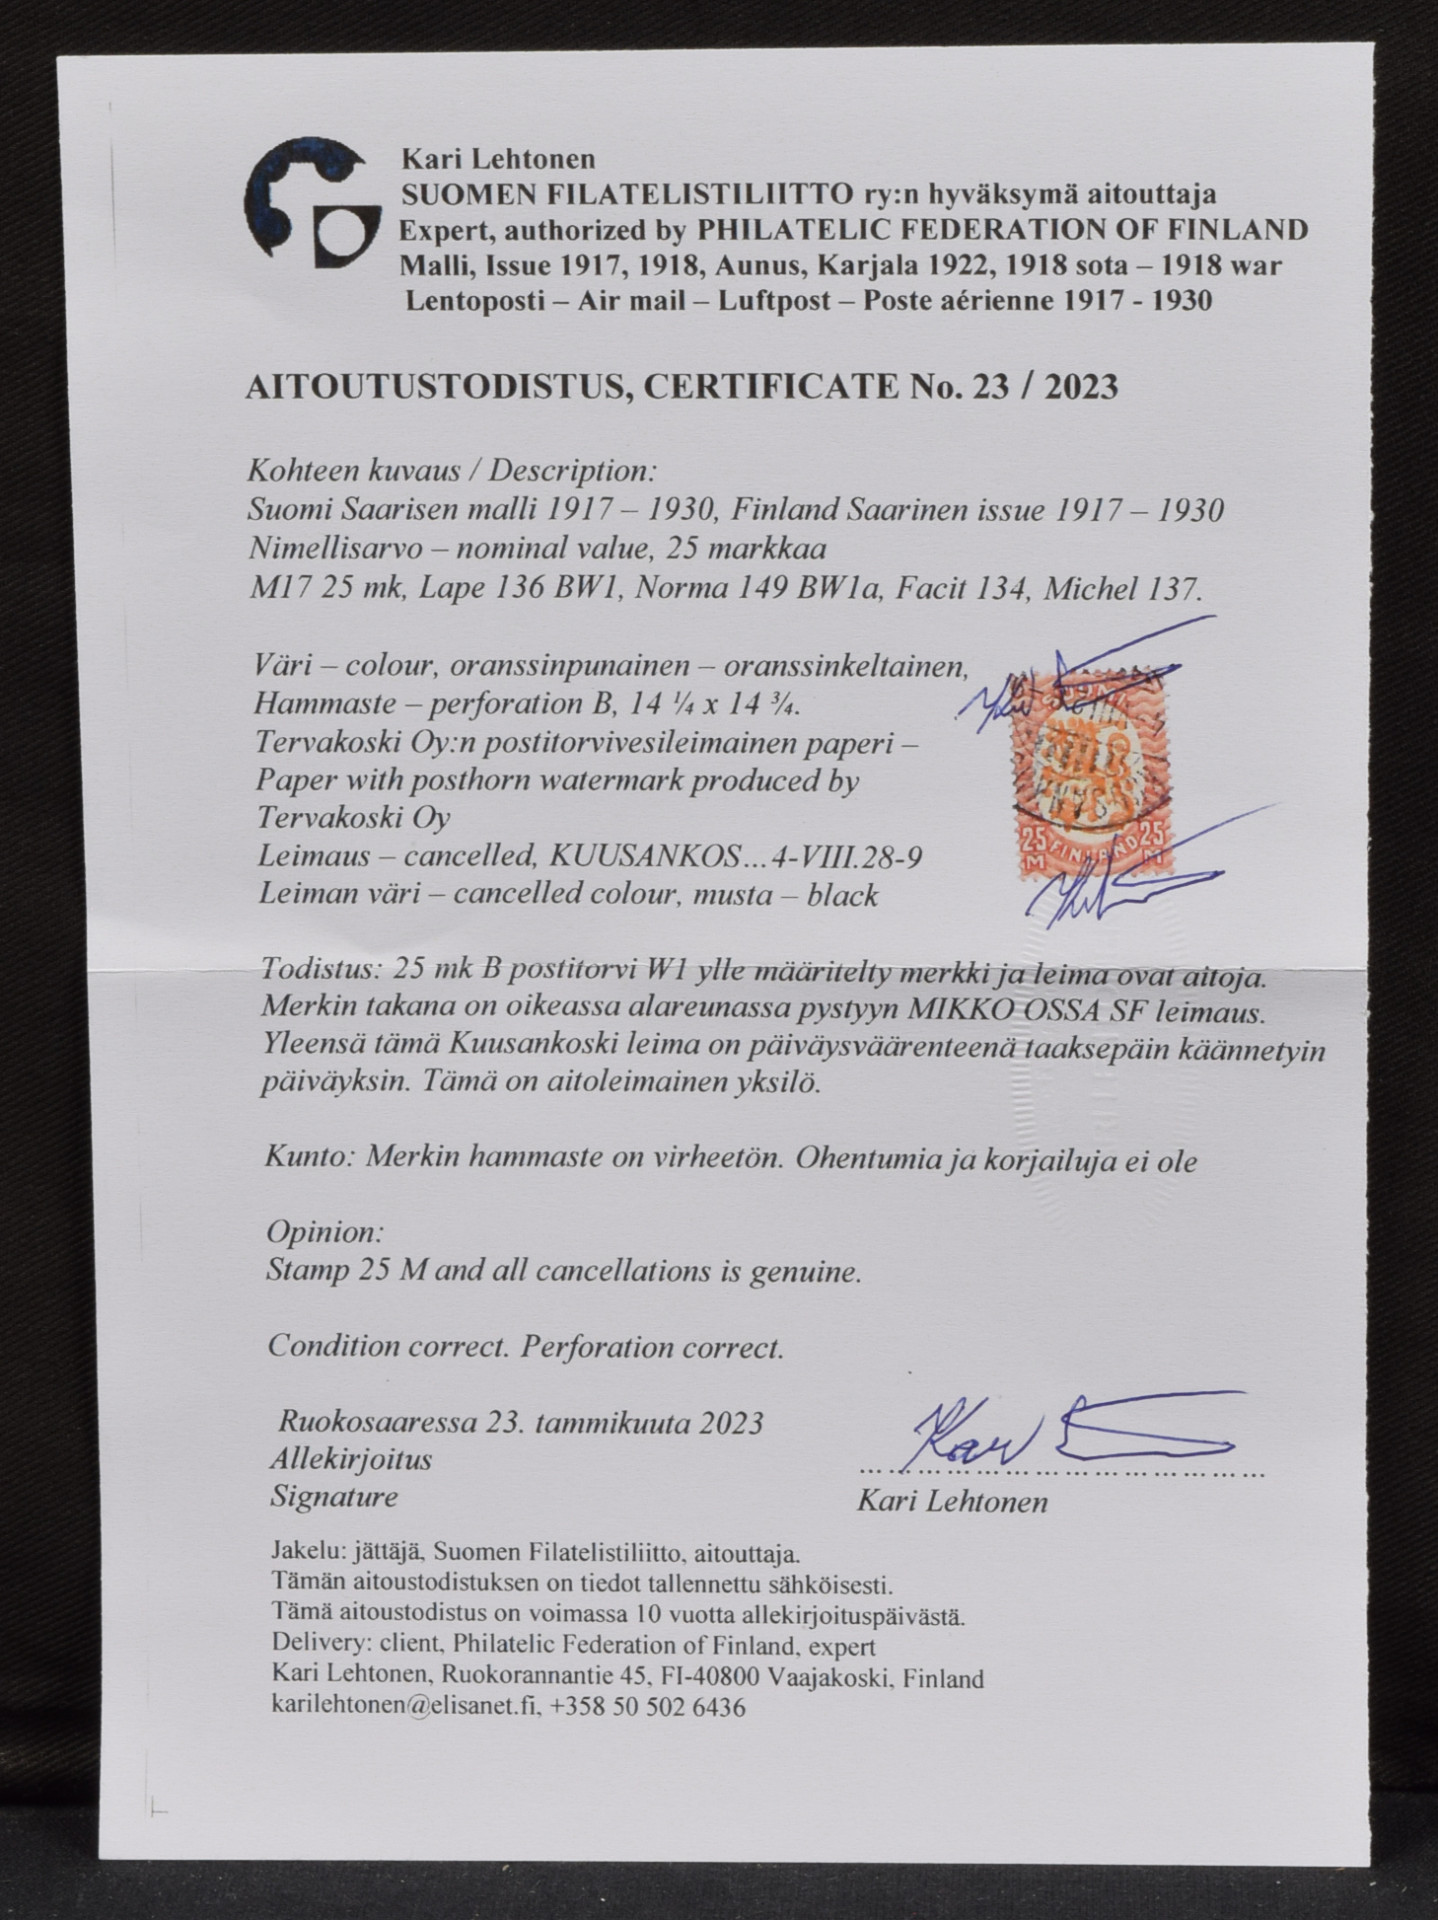 Kari Lehtonen
SUOMEN FILATELISTILIITTO ry:n hyväksymä aitouttaja
Expert, authorized by PHILATELIC FEDERATION OF FINLAND
Malli, Issue 1917, 1918, Aunus, Karjala 1922, 1918 sota – 1918 war
Lentoposti – Air mail – Luftpost – Poste aérienne 1917 - 1930
AITOUTUSTODISTUS, CERTIFICATE No. 23 / 2023
Kohteen kuvaus / Description:
Suomi Saarisen malli 1917 – 1930, Finland Saarinen issue 1917 – 1930
Nimellisarvo – nominal value, 25 markkaa
M17 25 mk, Lape 136 BW1, Norma 149 BW1a, Facit 134, Michel 137.
Väri – colour, oranssinpunainen – oranssinkeltainen,
Hammaste – perforation B, 14 ¼ x 14 ¾.
Tervakoski Oy:n postitorvivesileimainen paperi –
Paper with posthorn watermark produced by
Tervakoski Oy
Leimaus – cancelled, KUUSANKOS...4-VIII.28-9
Leiman väri – cancelled colour, musta – black
25 FINLAND 25
M M
Todistus: 25 mk B postitorvi W1 ylle määritelty merkki ja leima ovat aitoja.
Merkin takana on oikeassa alareunassa pystyyn MIKKO OSSA SF leimaus.
Yleensä tämä Kuusankoski leima on päiväysväärenteenä taaksepäin käännetyin
päiväyksin. Tämä on aitoleimainen yksilö.
Kunto: Merkin hammaste on virheetön. Ohentumia ja korjailuja ei ole
Opinion:
Stamp 25 M and all cancellations is genuine.
Condition correct. Perforation correct.
Ruokosaaressa 23. tammikuuta 2023
Allekirjoitus
Signature
Kari Lehtonen
Jakelu: jättäjä, Suomen Filatelistiliitto, aitouttaja.
Tämän aitoustodistuksen on tiedot tallennettu sähköisesti.
Tämä aitoustodistus on voimassa 10 vuotta allekirjoituspäivästä.
Delivery: client, Philatelic Federation of Finland, expert
Kari Lehtonen, Ruokorannantie 45, FI-40800 Vaajakoski, Finland
karilehtonen@elisanet.fi, +358 50 502 6436